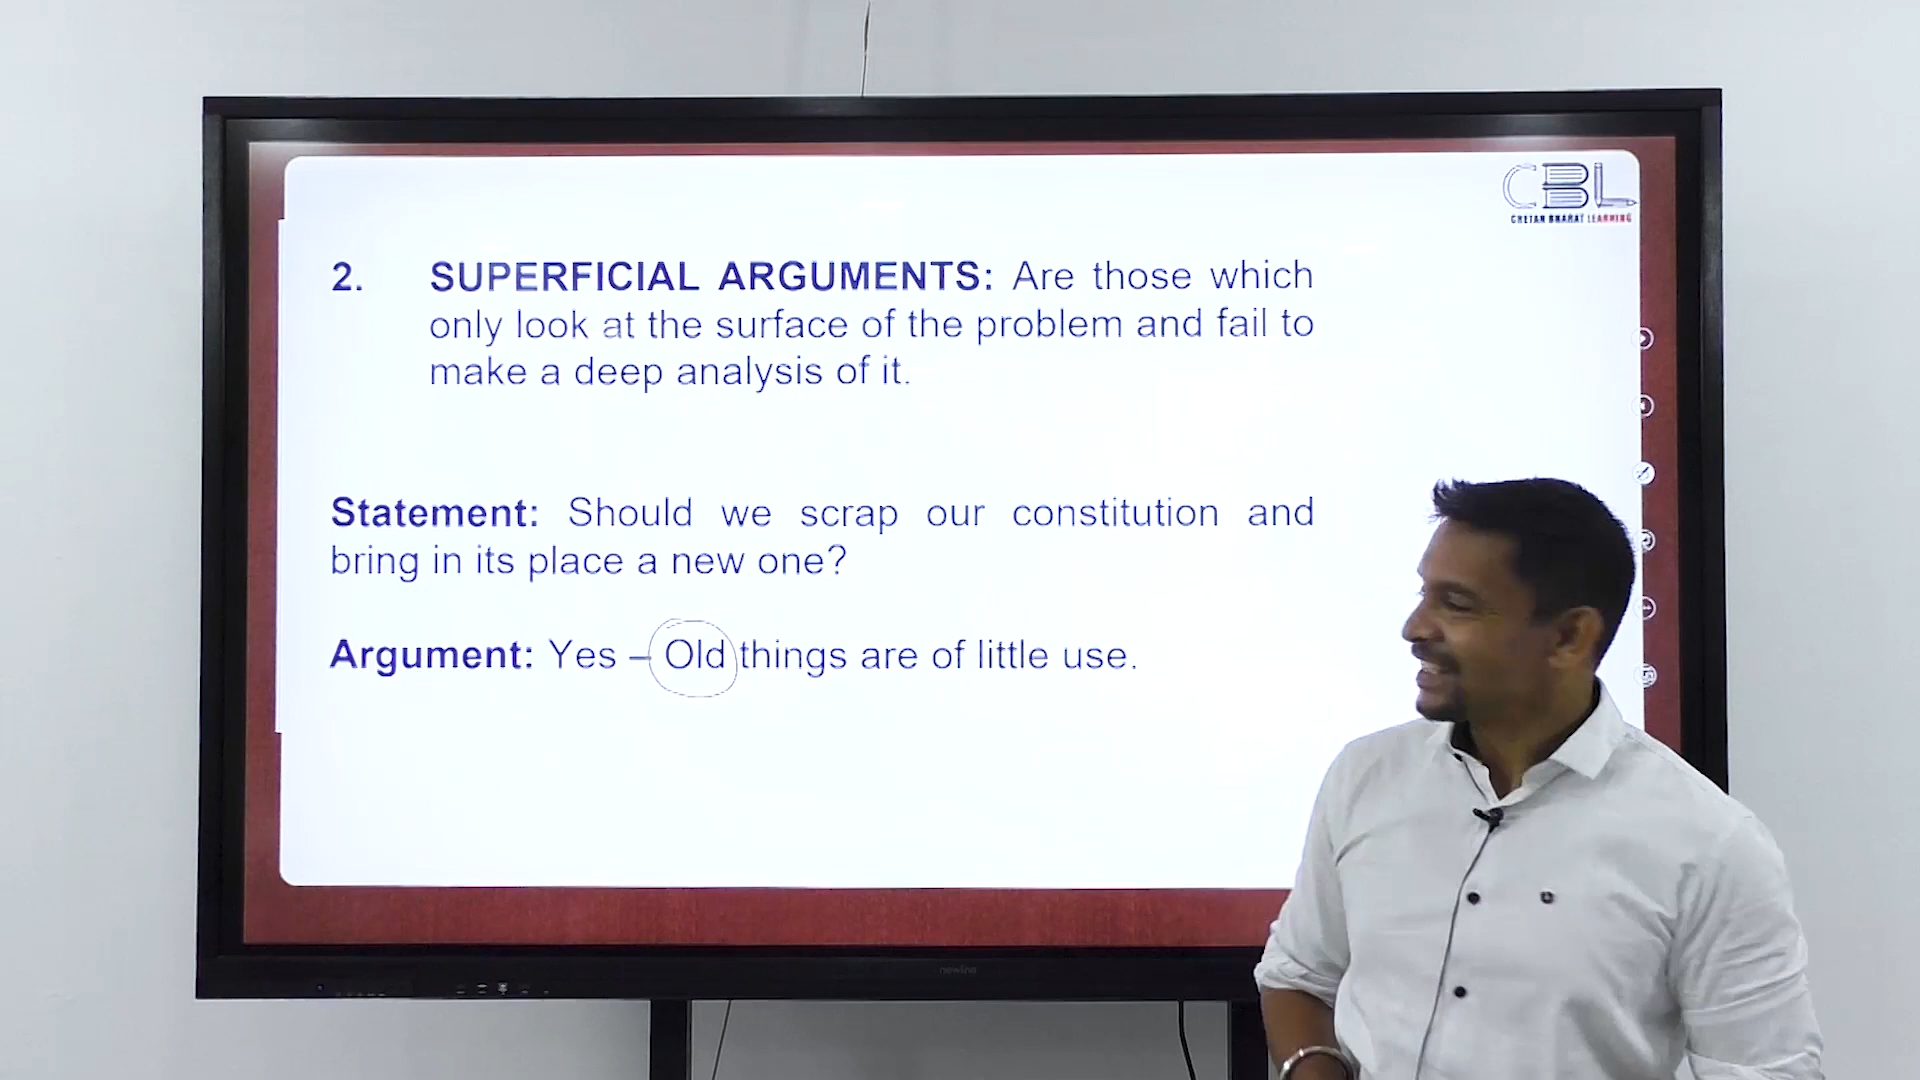 CBL
CHETAN BHARAT LEARNING
2. SUPERFICIAL ARGUMENTS: Are those which
only look at the surface of the problem and fail to
make a deep analysis of it.
Statement: Should we scrap our constitution and
bring in its place a new one?
Argument: Yes – Old things are of little use.
newline